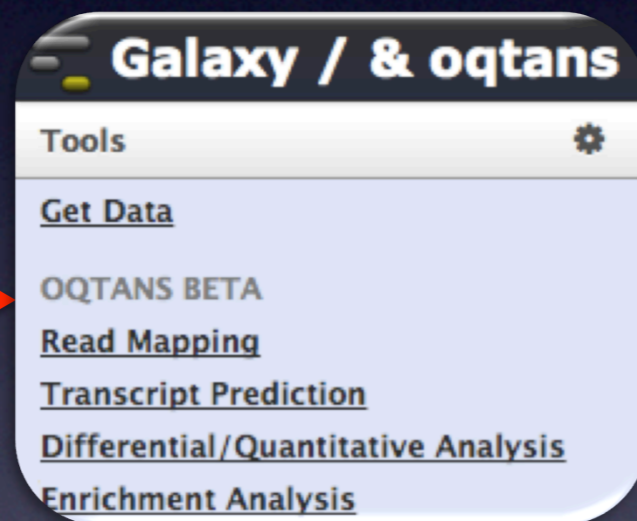 Galaxy / & oqtans
Tools
Get Data
OQTANS BETA
Read Mapping
Transcript Prediction
Differential/Quantitative Analysis
Enrichment Analysis